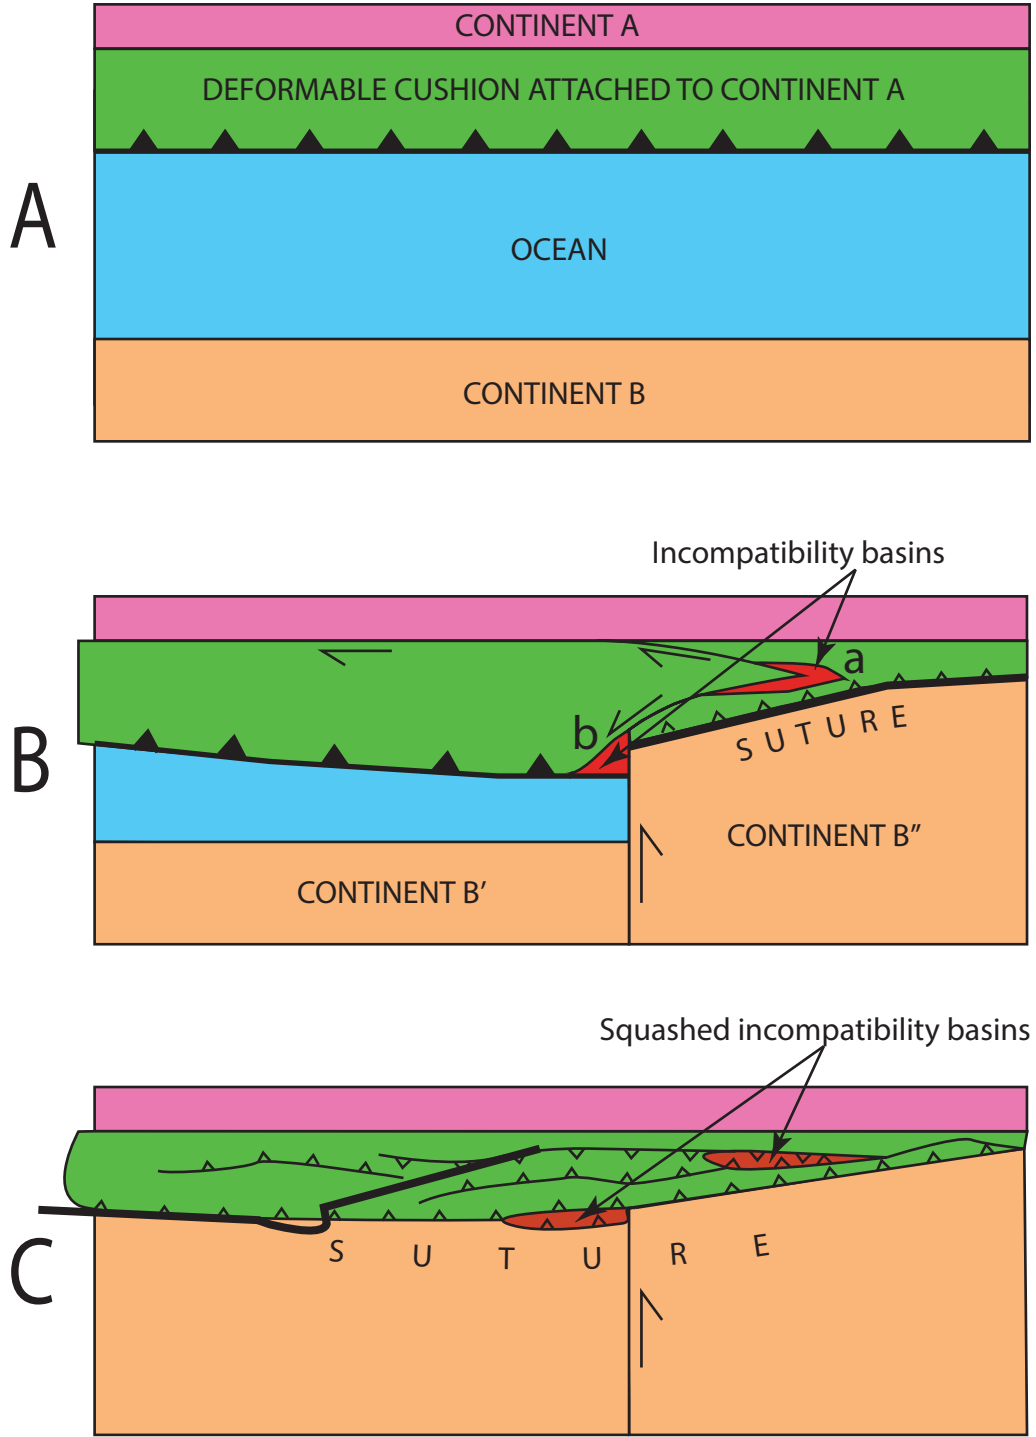 CONTINENT A
DEFORMABLE CUSHION ATTACHED TO CONTINENT A
A
OCEAN
CONTINENT B
Incompatibility basins
a
b
B
SUTURE
CONTINENT B″
CONTINENT B′
Squashed incompatibility basins
C
SUTURE